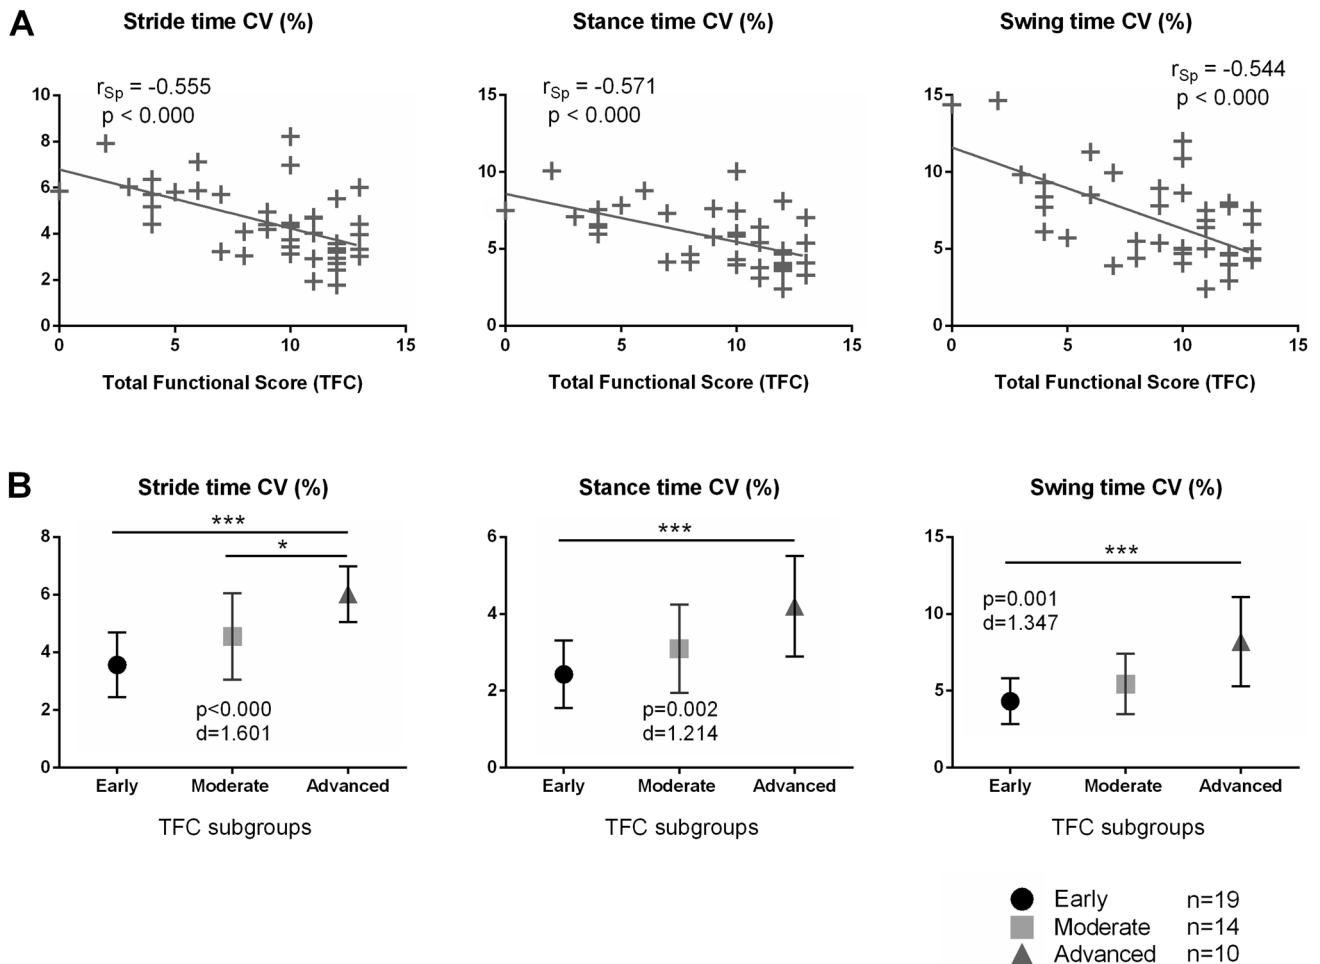 A
Stride time CV (%)
Stance time CV (%)
Swing time CV (%)
rSp = -0.555
p < 0.000
rSp = -0.571
p < 0.000
rSp = -0.544
p < 0.000
10
8
6
4
2
0
0 5 10 15
15
10
5
0
0 5 10 15
15
10
5
0
0 5 10 15
Total Functional Score (TFC)
Total Functional Score (TFC)
Total Functional Score (TFC)
B
Stride time CV (%)
Stance time CV (%)
Swing time CV (%)
8
6
4
2
0
***
*
p<0.000
d=1.601
Early Moderate Advanced
TFC subgroups
6
4
2
0
***
p=0.002
d=1.214
Early Moderate Advanced
TFC subgroups
15
10
5
0
***
p=0.001
d=1.347
Early Moderate Advanced
TFC subgroups
Early n=19
Moderate n=14
Advanced n=10